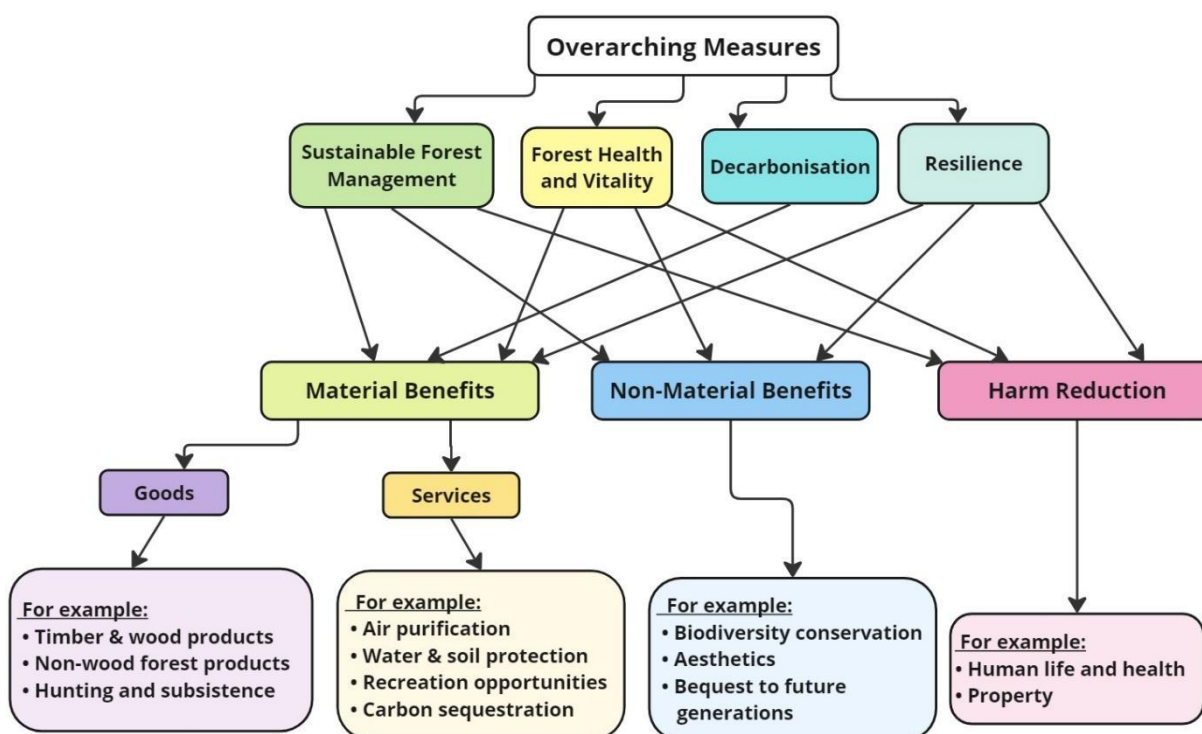 Overarching Measures
Sustainable Forest
Management
Forest Health
and Vitality
Decarbonisation
Resilience
Material Benefits
Non-Material Benefits
Harm Reduction
Goods
Services
For example:
• Timber & wood products
• Non-wood forest products
• Hunting and subsistence
For example:
• Air purification
• Water & soil protection
• Recreation opportunities
• Carbon sequestration
For example:
• Biodiversity conservation
• Aesthetics
• Bequest to future
generations
For example:
• Human life and health
• Property